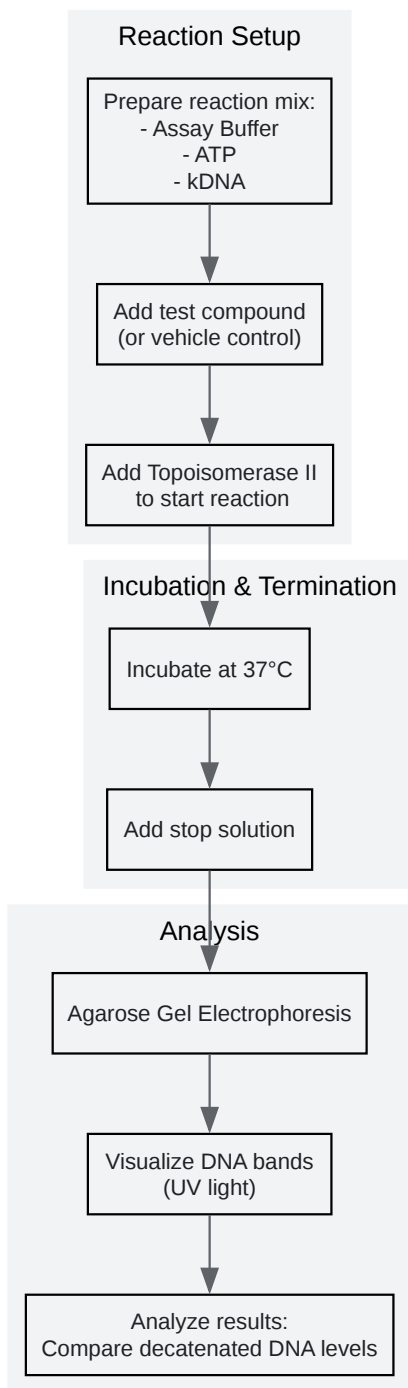 Reaction Setup
Prepare reaction mix:
- Assay Buffer
- ATP
- kDNA
Add test compound
(or vehicle control)
Add Topoisomerase II
to start reaction
Incubation & Termination
Incubate at 37°C
Add stop solution
Analysis
Agarose Gel Electrophoresis
Visualize DNA bands
(UV light)
Analyze results:
Compare decatenated DNA levels